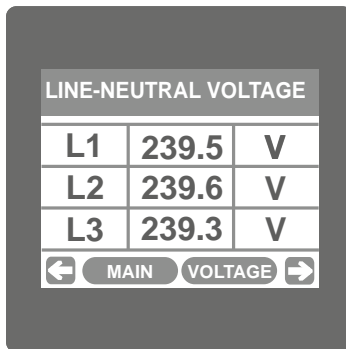 LINE-NEUTRAL VOLTAGE
L1 239.5 V
L2 239.6 V
L3 239.3 V
MAIN VOLTAGE